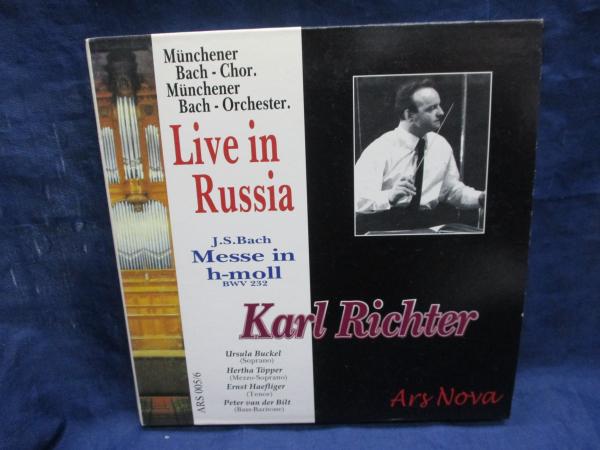 Münchener
Bach - Chor.
Münchener
Bach - Orchester.
Live in
Russia
J.S.Bach
Messe in
h-moll
BWV 232
Karl Richter
Ursula Buckel
(Soprano)
Hertha Töpper
(Mezzo-Soprano)
Ernst Haefliger
(Tenor)
Peter van der Bilt
(Bass-Baritone)
ARS 005/6
Ars Nova